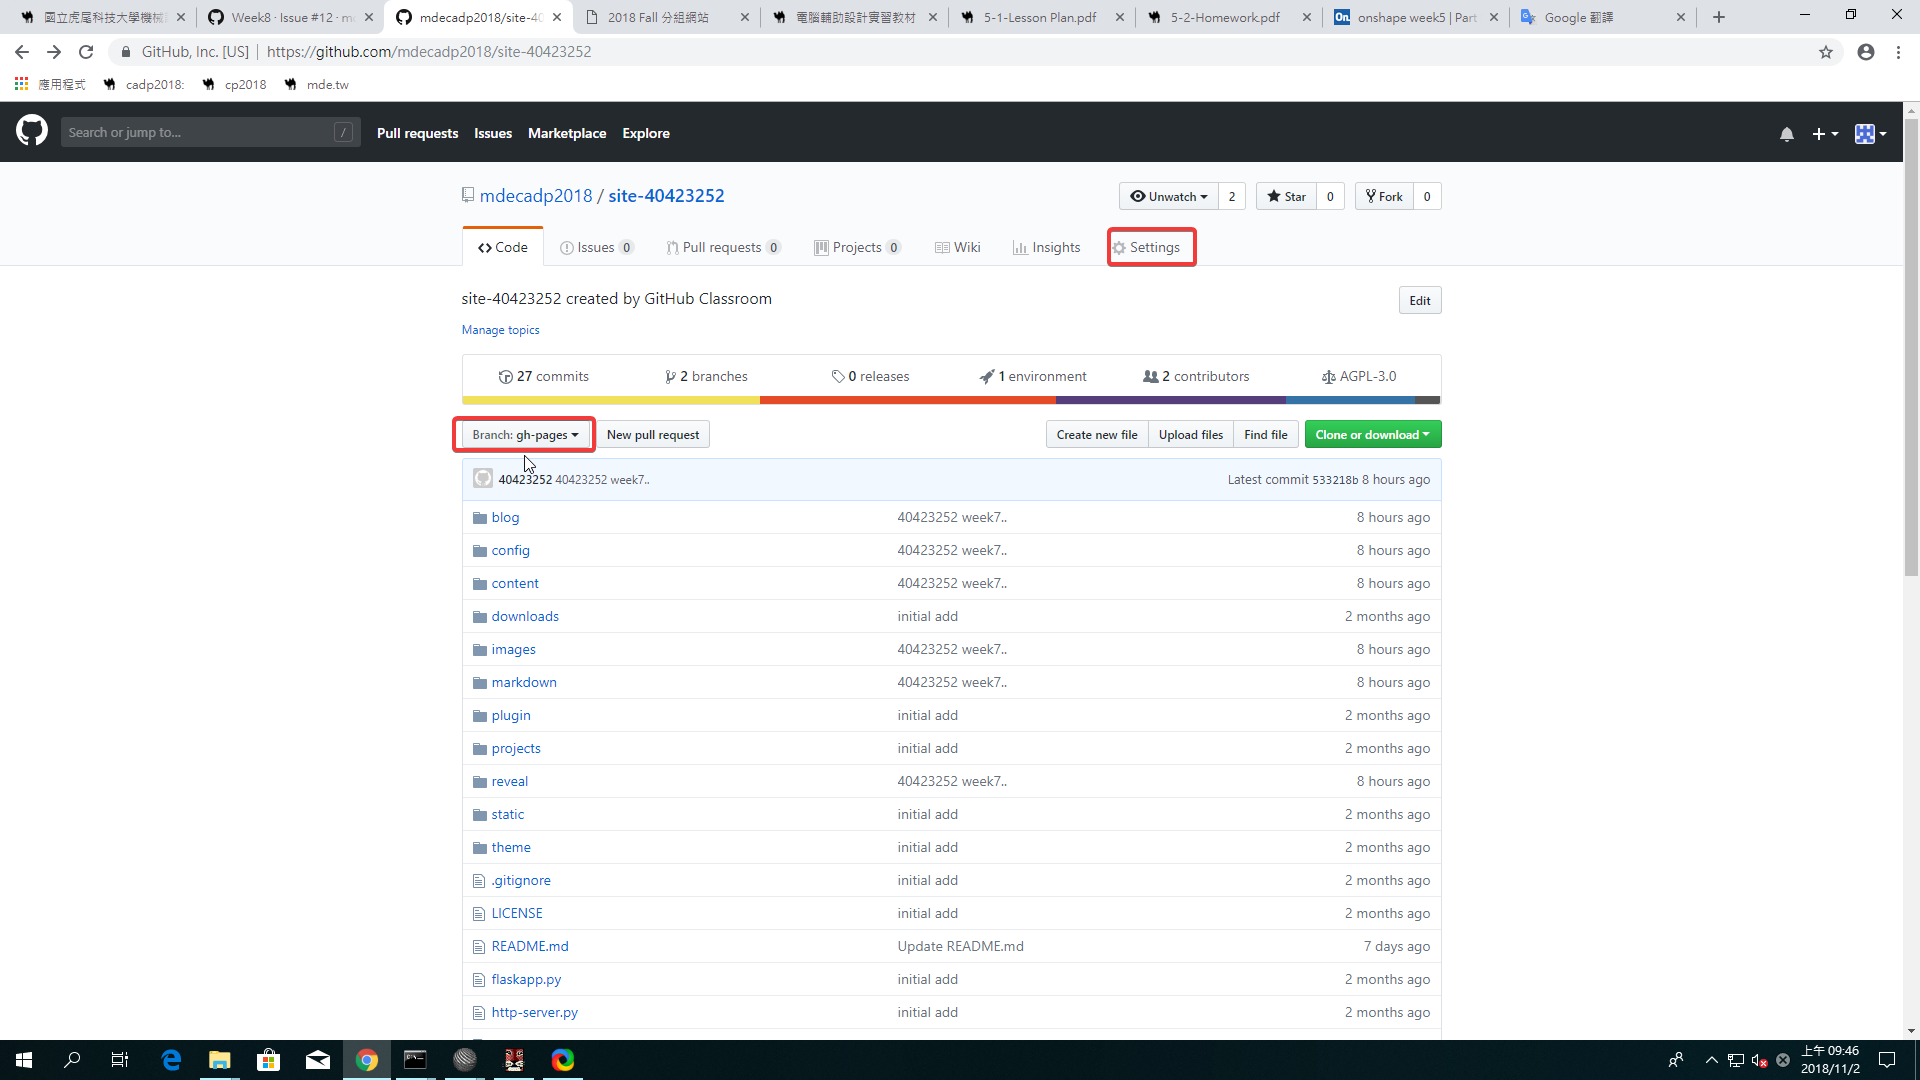 國立虎尾科技大學機械
Week8 · Issue #12 · m
mdecadp2018/site-40
2018 Fall 分組網站
電腦輔助設計實習教材
5-1-Lesson Plan.pdf
5-2-Homework.pdf
On.
onshape week5 | Part
Google 翻譯
GitHub, Inc. [US] | https://github.com/mdecadp2018/site-40423252
應用程式
cadp2018:
cp2018
mde.tw
Search or jump to...
/
Pull requests
Issues
Marketplace
Explore
mdecadp2018 / site-40423252
Unwatch 2
Star 0
Fork 0
Code
Issues 0
Pull requests 0
Projects 0
Wiki
Insights
Settings
site-40423252 created by GitHub Classroom
Edit
Manage topics
27 commits
2 branches
0 releases
1 environment
2 contributors
AGPL-3.0
Branch: gh-pages
New pull request
Create new file
Upload files
Find file
Clone or download
40423252 40423252 week7..
Latest commit 533218b 8 hours ago
blog 40423252 week7.. 8 hours ago
config 40423252 week7.. 8 hours ago
content 40423252 week7.. 8 hours ago
downloads initial add 2 months ago
images 40423252 week7.. 8 hours ago
markdown 40423252 week7.. 8 hours ago
plugin initial add 2 months ago
projects initial add 2 months ago
reveal 40423252 week7.. 8 hours ago
static initial add 2 months ago
theme initial add 2 months ago
.gitignore initial add 2 months ago
LICENSE initial add 2 months ago
README.md Update README.md 7 days ago
flaskapp.py initial add 2 months ago
http-server.py initial add 2 months ago
上午 09:46
2018/11/2